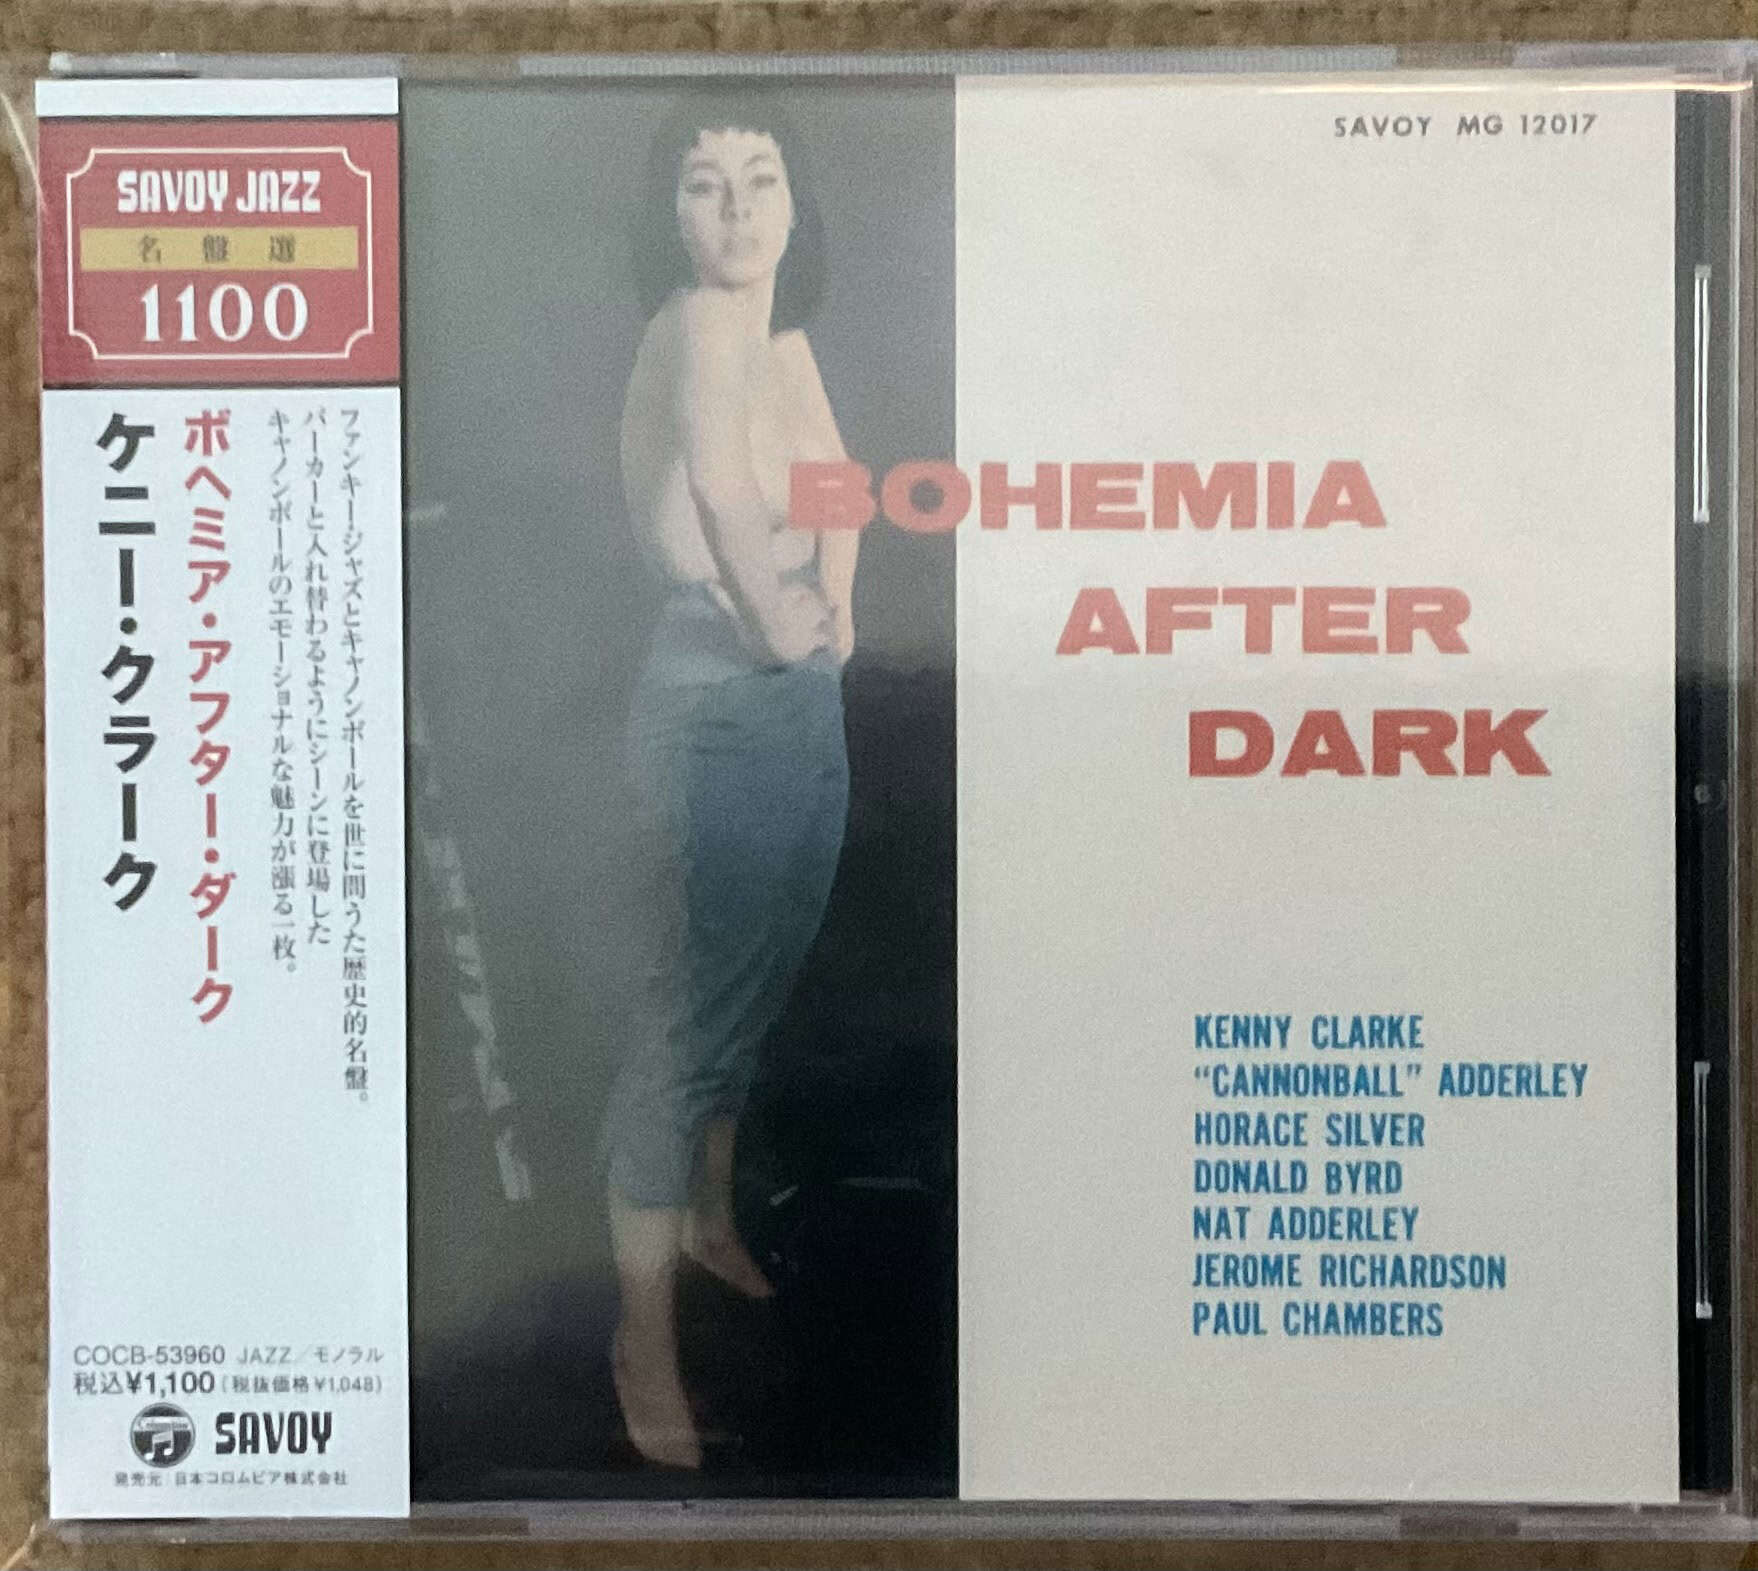 SAVOY JAZZ
名盤選
1100
ファンキー・ジャズとキャノンボールを世に問うた歴史的名盤。
パーカーと入れ替わるようにシーンに登場した
キャノンボールのエモーショナルな魅力が漲る一枚。
ボヘミア・アフター・ダーク
ケニー・クラーク
COCB-53960 JAZZ／モノラル
税込¥1,100（税抜価格¥1,048）
Columbia
SAVOY
発売元：日本コロムビア株式会社
SAVOY MG 12017
BOHEMIA
AFTER
DARK
KENNY CLARKE
“CANNONBALL” ADDERLEY
HORACE SILVER
DONALD BYRD
NAT ADDERLEY
JEROME RICHARDSON
PAUL CHAMBERS